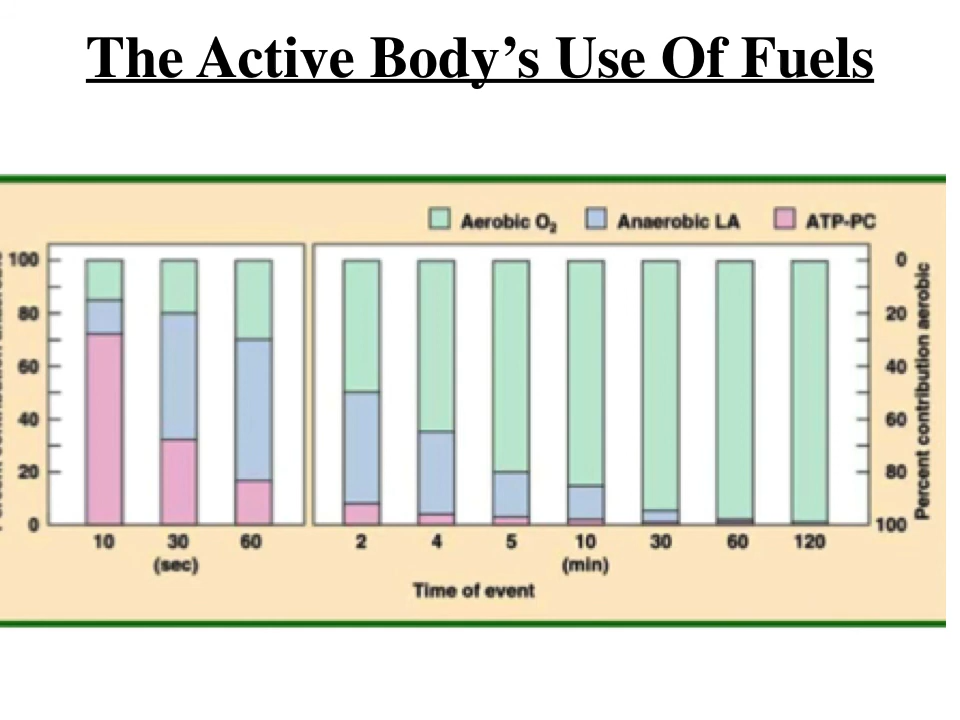 The Active Body’s Use Of Fuels
Aerobic O₂ Anaerobic LA ATP-PC
100 0
80 20
60 40
40 60
20 80
0 100
Percent contribution aerobic
10 30 60 2 4 5 10 30 60 120
(sec) (min)
Time of event